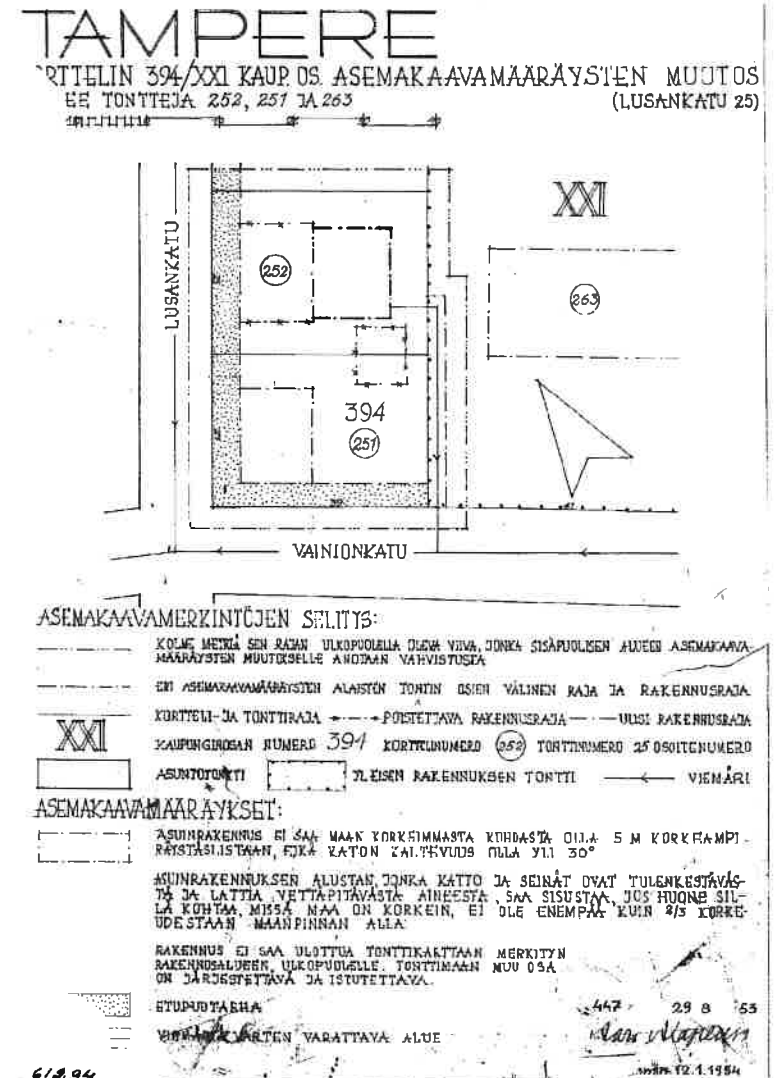 TAMPERE
RTTELIN 394/XXI KAUP. OS. ASEMAKAAVAMÄÄRÄYSTEN MUUTOS
EE TONTTEJA 252, 251 JA 263
(LUSANKATU 25)
XXI
LUSANKATU
252
263
394
251
VAINIONKATU
ASEMAKAAVAMERKINTÖJEN SELITYS:
KOLME METRIÄ SEN RAJAN ULKOPUOLELLA OLEVA VIIVA, JONKA SISÄPUOLISEN ALUEEN ASEMAKAAVA-
MÄÄRÄYSTEN MUUTOKSELLE ANOTAAN VAHVISTUSTA
ERI ASEMAKAAVAMÄÄRÄYSTEN ALAISTEN TONTIN OSIEN VÄLINEN RAJA JA RAKENNUSRAJA
KORTTELI- JA TONTTIRAJA POISTETTAVA RAKENNUSRAJA UUSI RAKENNUSRAJA
XXI KAUPUNGINOSAN NUMERO 394 KORTTELINUMERO 252 TONTTINUMERO 25 OSOITENUMERO
ASUNTOTONTTI YLEISEN RAKENNUKSEN TONTTI VIEMÄRI
ASEMAKAAVAMÄÄRÄYKSET:
ASUINRAKENNUS EI SAA MAAN KORKEIMMASTA KOHDASTA OLLA 5 M KORKEAMPI
RÄYSTÄSLISTAAN, EIKÄ KATON KALTEVUUS OLLA YLI 30°
ASUINRAKENNUKSEN ALUSTAN, JONKA KATTO JA SEINÄT OVAT TULENKESTÄVÄS-
TÄ JA LATTIA VETTÄPITÄVÄSTÄ AINEESTA, SAA SISUSTAA, JOS HUONE SIL-
LÄ KOHTAA, MISSÄ MAA ON KORKEIN, EI OLE ENEMPÄÄ KUIN 2/3 KORKE-
UDESTAAN MAANPINNAN ALLA.
RAKENNUS EI SAA ULOTTUA TONTTIKARTTAAN MERKITYN
RAKENNUSALUEEN, ULKOPUOLELLE. TONTTIMAAN MUU OSA
ON JÄRJESTETTÄVÄ JA ISTUTETTAVA.
ETUPUUTARHA
447 29 8 53
VARTEN VARATTAVA ALUE
12.1.1954